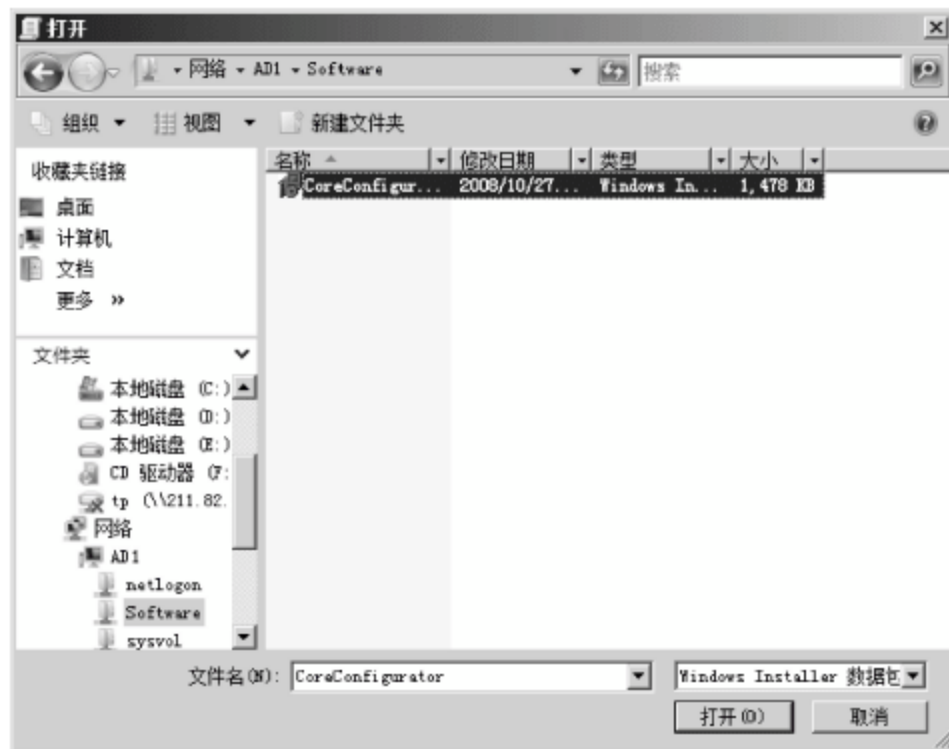 打开
网络 AD1 Software
搜索
组织 视图 新建文件夹
收藏夹链接
桌面
计算机
文档
更多 »
文件夹
本地磁盘 (C:)
本地磁盘 (D:)
本地磁盘 (E:)
CD 驱动器 (F:
tp (\\211.82.
网络
AD1
netlogon
Software
sysvol
名称 修改日期 类型 大小
CoreConfigur... 2008/10/27... Windows In... 1,478 KB
文件名(N): CoreConfigurator
Windows Installer 数据包
打开(O) 取消